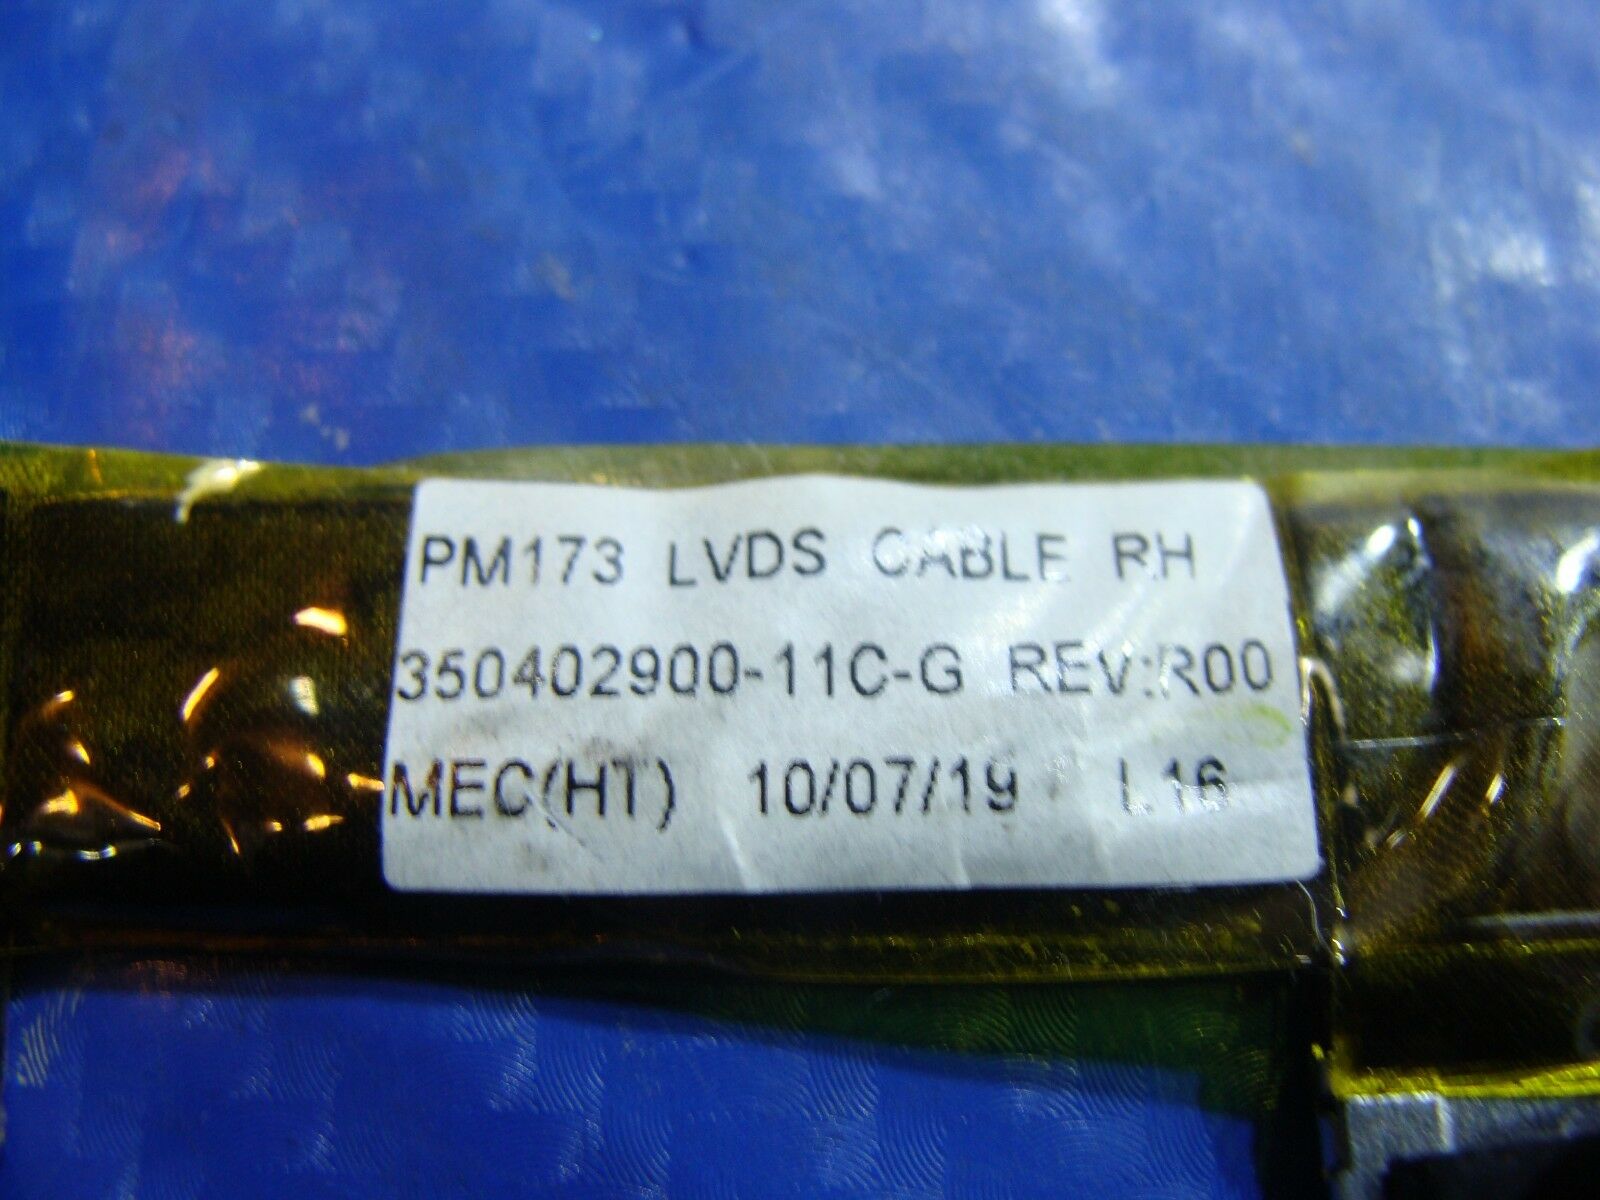 PM173 LVDS CABLE RH
350402900-11C-G REV:R00
MEC(HT) 10/07/19 L16